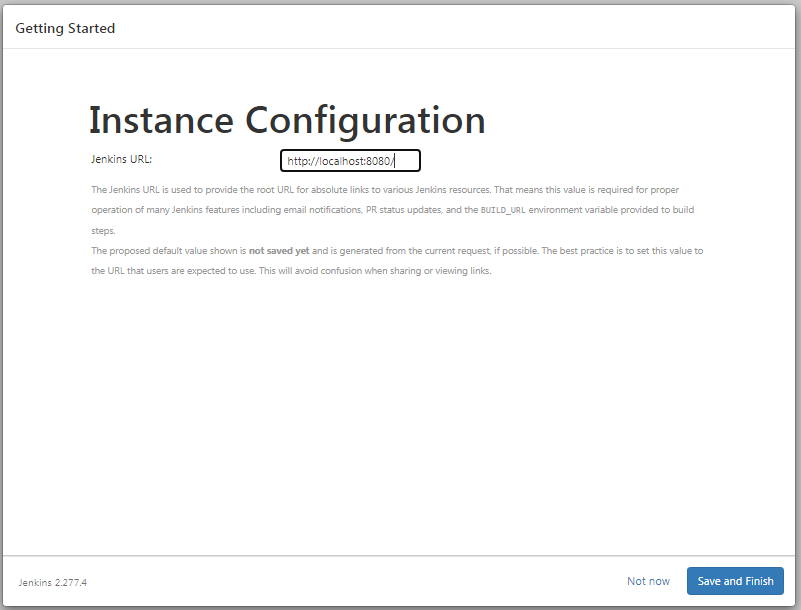 Getting Started
Instance Configuration
Jenkins URL:
http://localhost:8080/
The Jenkins URL is used to provide the root URL for absolute links to various Jenkins resources. That means this value is required for proper
operation of many Jenkins features including email notifications, PR status updates, and the BUILD_URL environment variable provided to build
steps.
The proposed default value shown is not saved yet and is generated from the current request, if possible. The best practice is to set this value to
the URL that users are expected to use. This will avoid confusion when sharing or viewing links.
Jenkins 2.277.4
Not now
Save and Finish